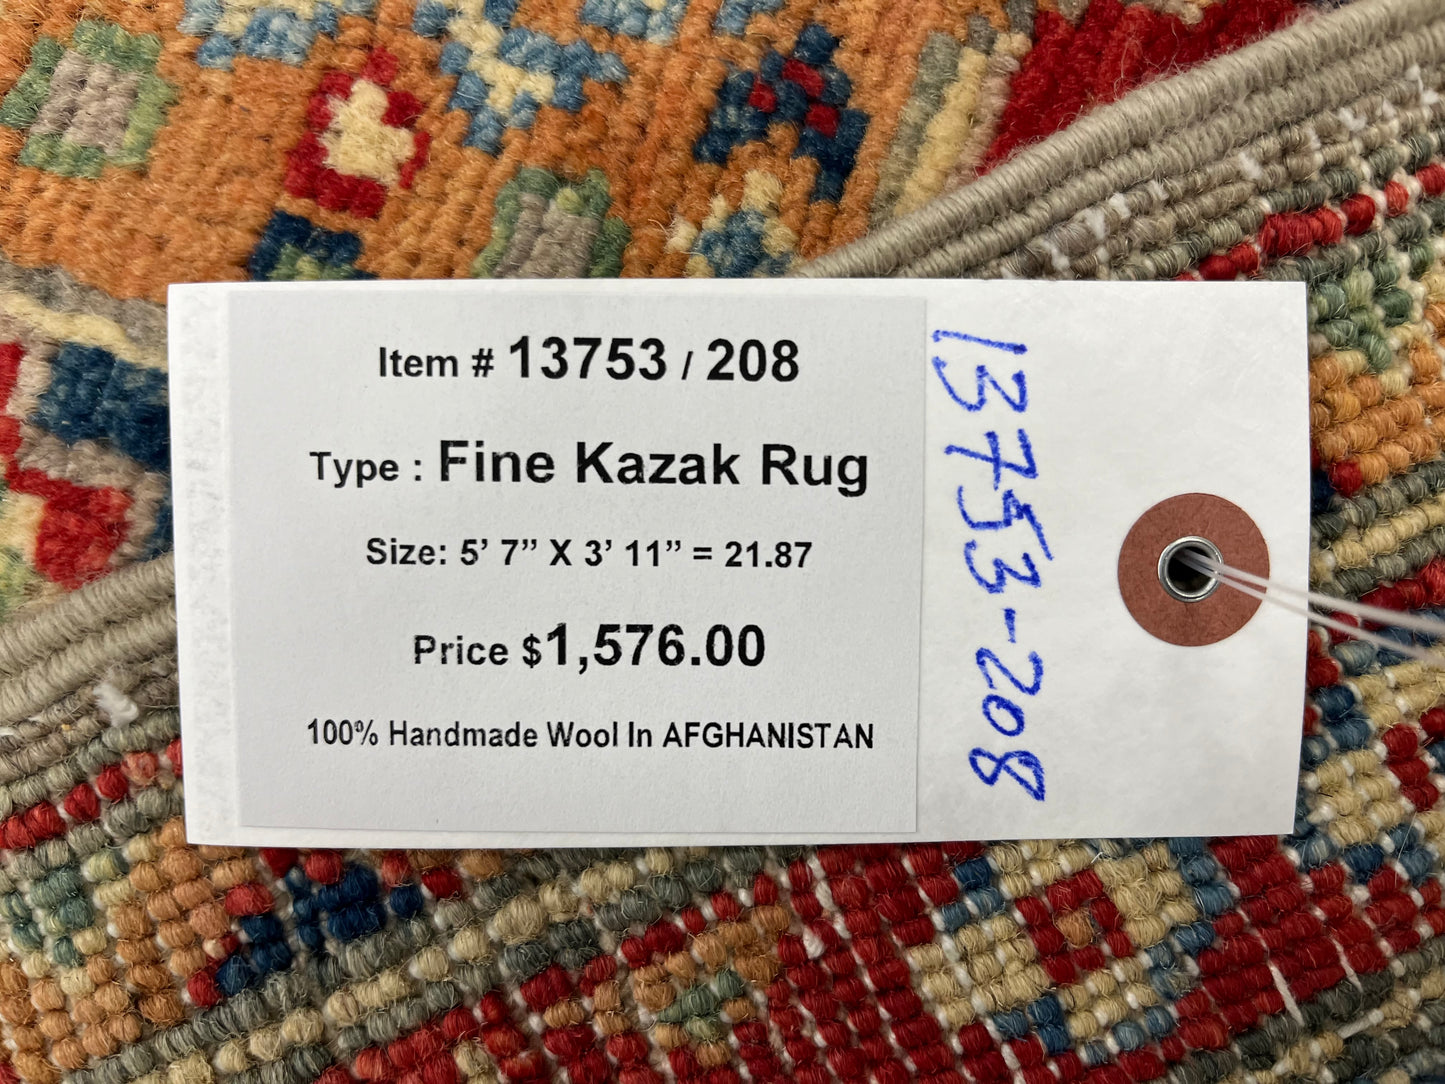 Item # 13753 / 208
Type : Fine Kazak Rug
Size: 5’ 7” X 3’ 11” = 21.87
Price $1,576.00
100% Handmade Wool In AFGHANISTAN
13753-208